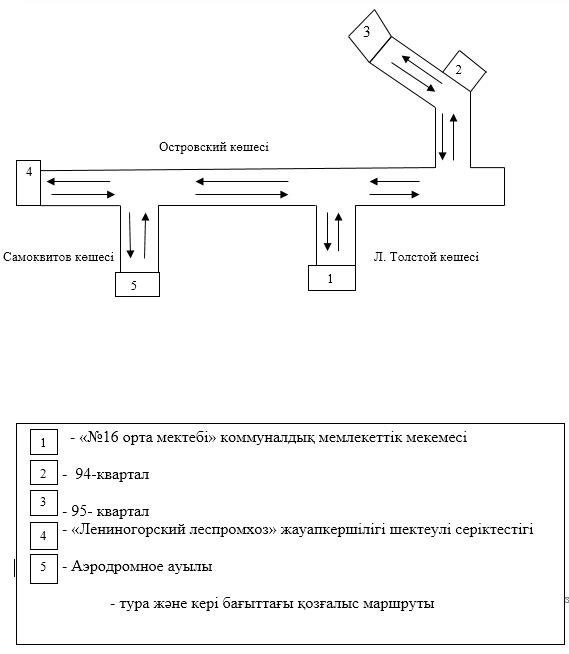 3
2
Островский көшесі
4
Самоквитов көшесі
Л. Толстой көшесі
5
1
1 - «№16 орта мектебі» коммуналдық мемлекеттік мекемесі
2 - 94-квартал
3 - 95- квартал
4 - «Лениногорский леспромхоз» жауапкершілігі шектеулі серіктестігі
5 - Аэродромное ауылы
- тура және кері бағыттағы қозғалыс маршруты